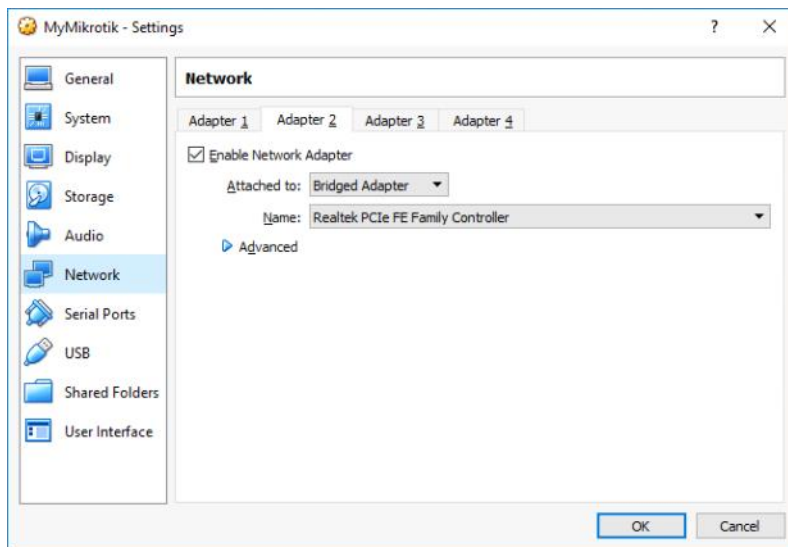 MyMikrotik - Settings
? ×
General
System
Display
Storage
Audio
Network
Serial Ports
USB
Shared Folders
User Interface
Network
Adapter 1 Adapter 2 Adapter 3 Adapter 4
Enable Network Adapter
Attached to: Bridged Adapter
Name: Realtek PCIe FE Family Controller
Advanced
OK Cancel